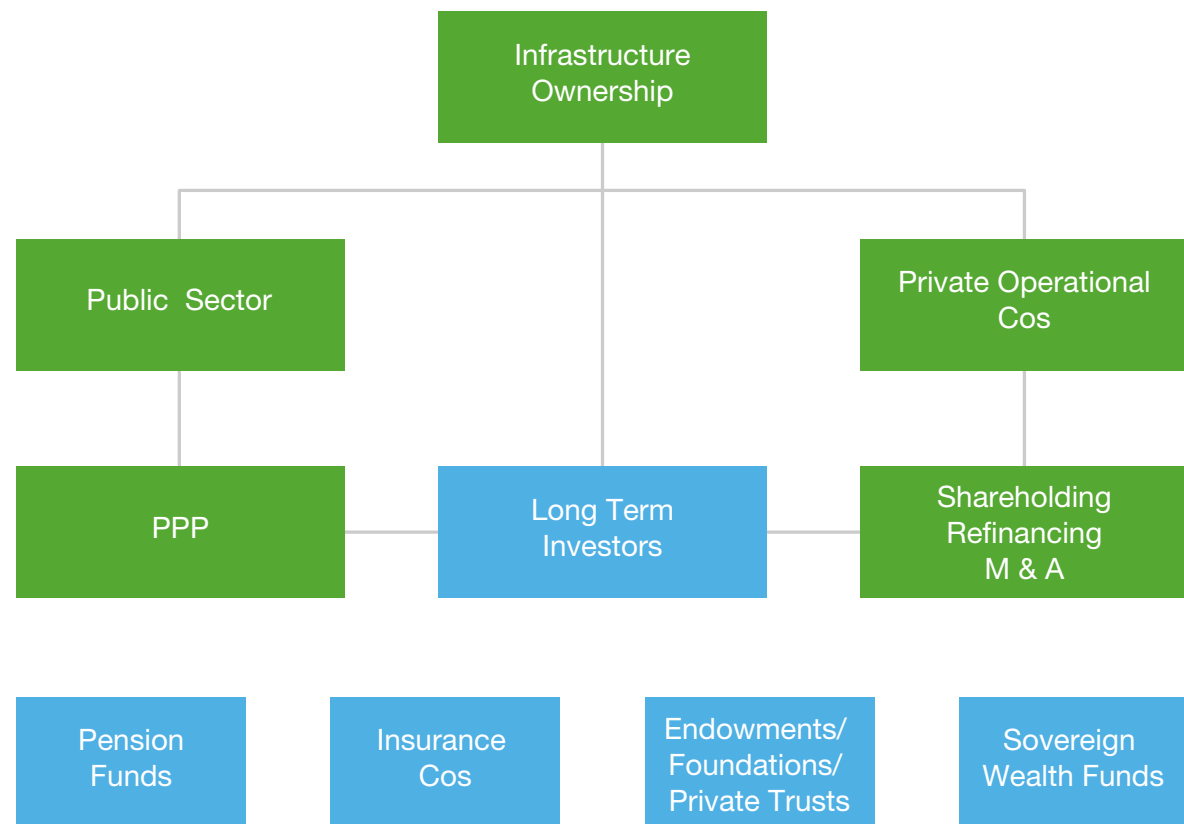 Infrastructure
Ownership
Public  Sector
Private Operational
Cos
PPP
Long Term
Investors
Shareholding
Refinancing
M & A
Pension
Funds
Insurance
Cos
Endowments/
Foundations/
Private Trusts
Sovereign
Wealth Funds